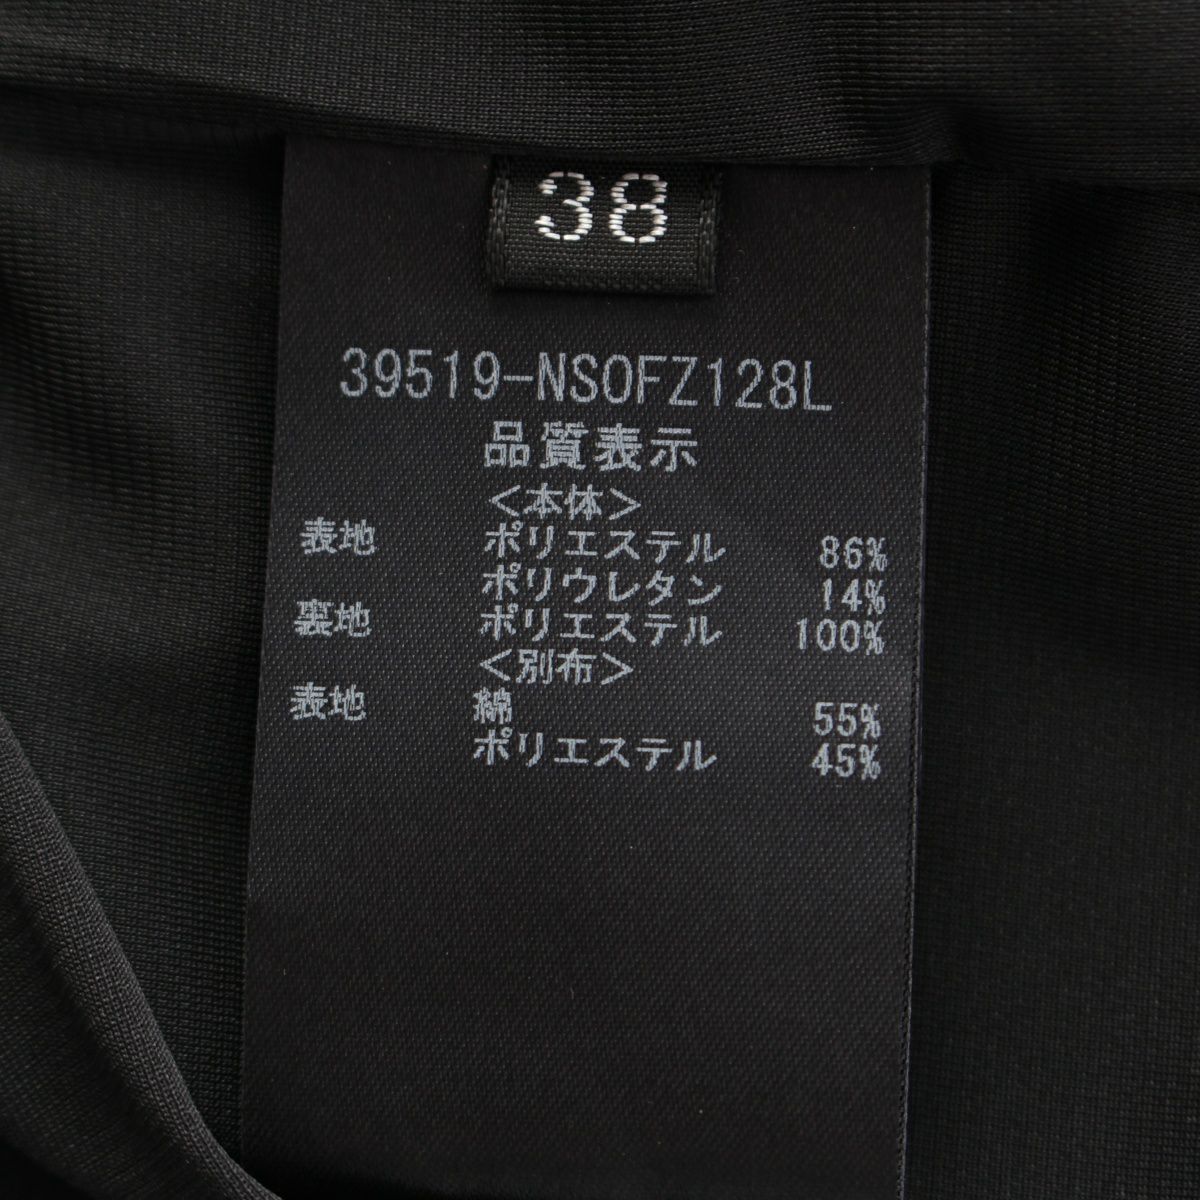 38
39519-NSOFZ128L
品質表示
<本体>
表地 ポリエステル 86%
ポリウレタン 14%
裏地 ポリエステル 100%
<別布>
表地 綿 55%
ポリエステル 45%